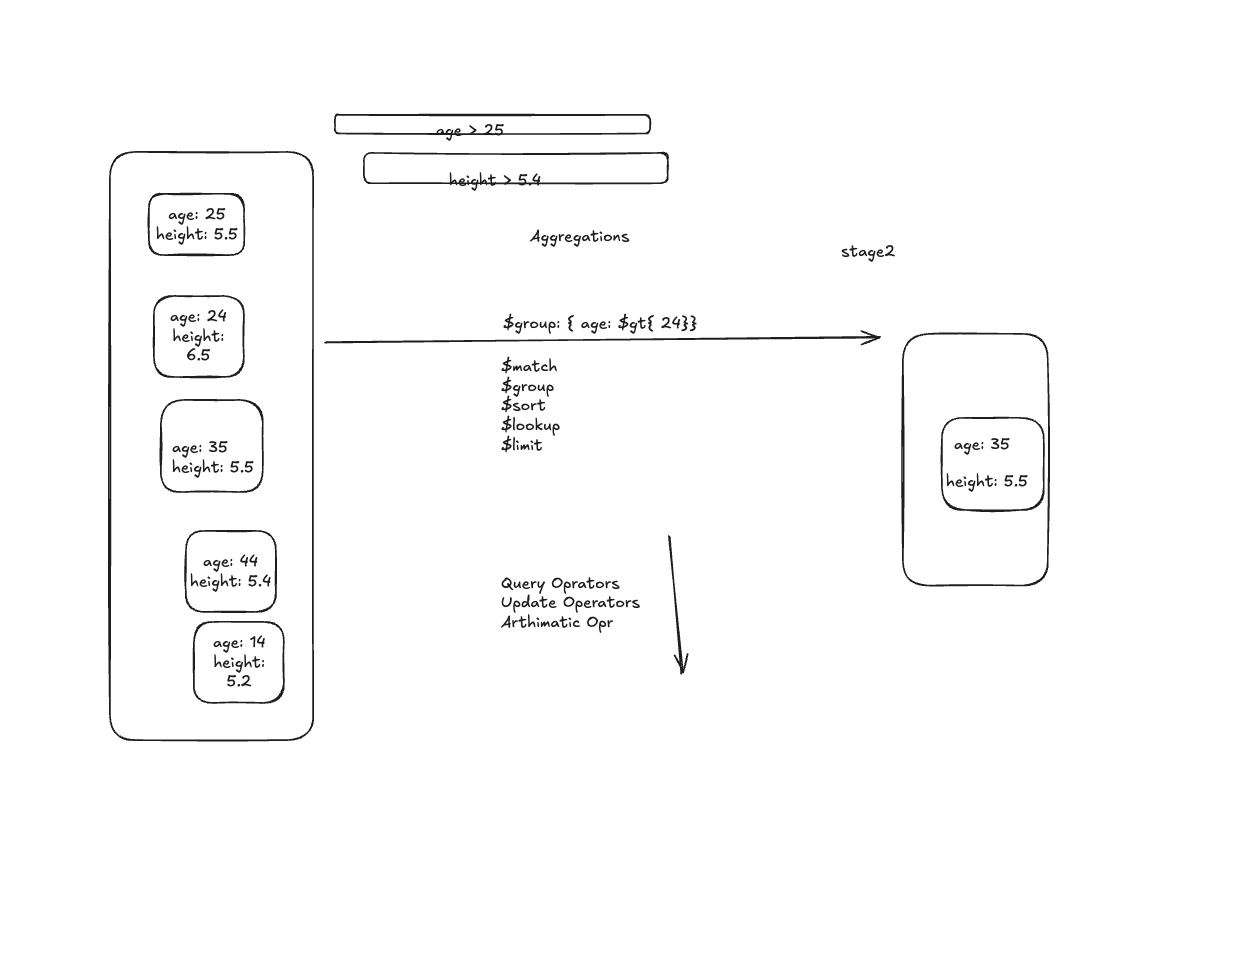 age > 25
height > 5.4
age: 25
height: 5.5
Aggregations
stage2
age: 24
height:
6.5
$group: { age: $gt{ 24}}
$match
$group
$sort
$lookup
$limit
age: 35
height: 5.5
age: 35
height: 5.5
age: 44
height: 5.4
Query Oprators
Update Operators
Arthimatic Opr
age: 14
height:
5.2